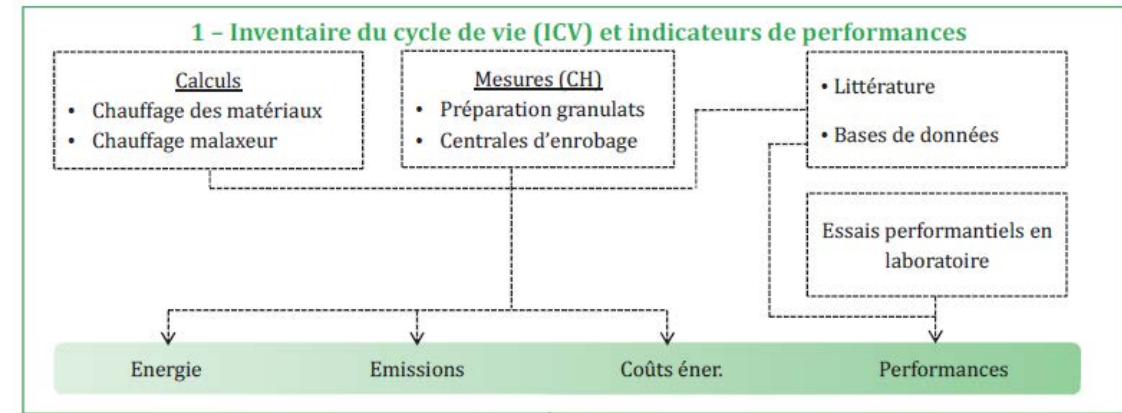 1 – Inventaire du cycle de vie (ICV) et indicateurs de performances
Calculs
• Chauffage des matériaux
• Chauffage malaxeur
Mesures (CH)
• Préparation granulats
• Centrales d'enrobage
• Littérature
• Bases de données
Essais performantiels en
laboratoire
Energie
Emissions
Coûts éner.
Performances